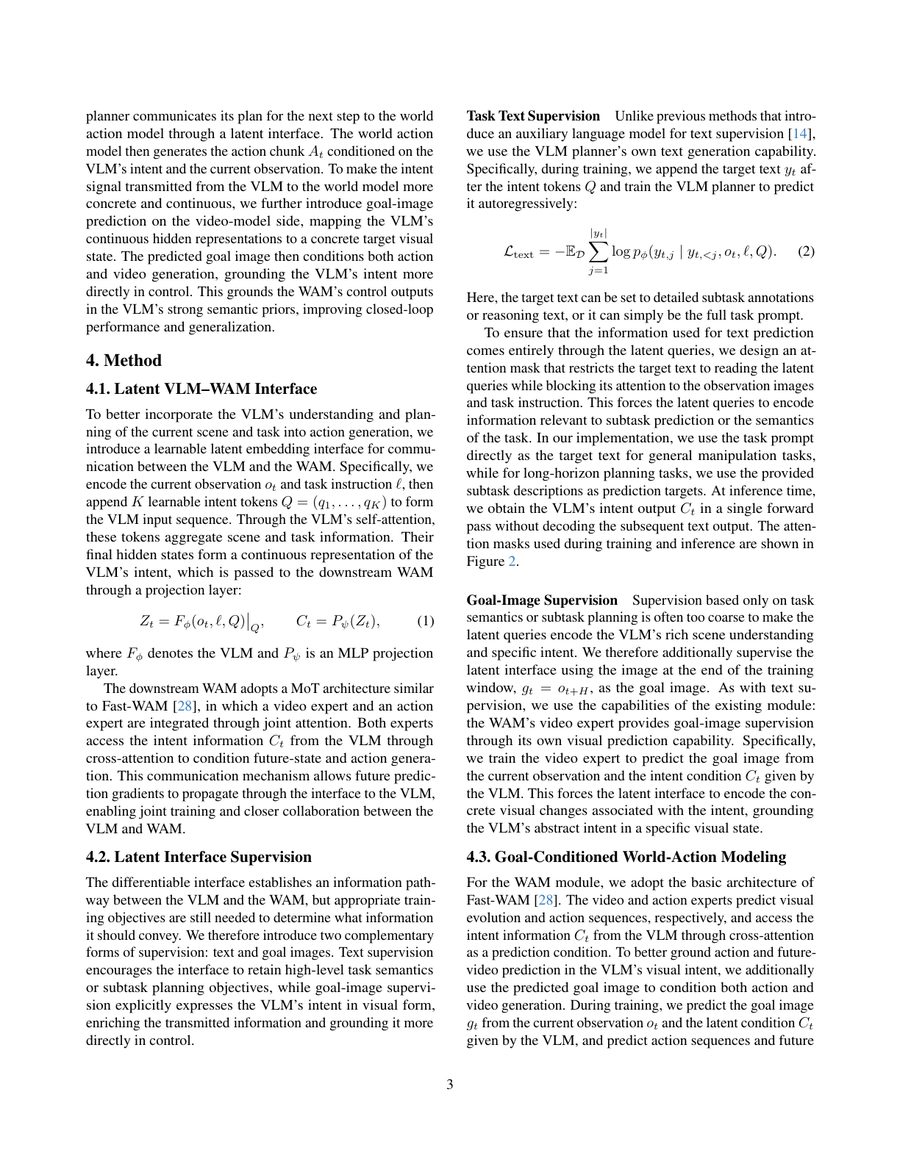 planner communicates its plan for the next step to the world
action model through a latent interface. The world action
model then generates the action chunk Aₜ conditioned on the
VLM's intent and the current observation. To make the intent
signal transmitted from the VLM to the world model more
concrete and continuous, we further introduce goal-image
prediction on the video-model side, mapping the VLM's
continuous hidden representations to a concrete target visual
state. The predicted goal image then conditions both action
and video generation, grounding the VLM's intent more
directly in control. This grounds the WAM's control outputs
in the VLM's strong semantic priors, improving closed-loop
performance and generalization.
4. Method
4.1. Latent VLM–WAM Interface
To better incorporate the VLM's understanding and plan-
ning of the current scene and task into action generation, we
introduce a learnable latent embedding interface for commu-
nication between the VLM and the WAM. Specifically, we
encode the current observation oₜ and task instruction ℓ, then
append K learnable intent tokens Q = (q₁, . . . , q_K) to form
the VLM input sequence. Through the VLM's self-attention,
these tokens aggregate scene and task information. Their
final hidden states form a continuous representation of the
VLM's intent, which is passed to the downstream WAM
through a projection layer:
Zₜ = F_ϕ(oₜ, ℓ, Q)|_Q, Cₜ = P_ψ(Zₜ), (1)
where F_ϕ denotes the VLM and P_ψ is an MLP projection
layer.
The downstream WAM adopts a MoT architecture similar
to Fast-WAM [28], in which a video expert and an action
expert are integrated through joint attention. Both experts
access the intent information Cₜ from the VLM through
cross-attention to condition future-state and action genera-
tion. This communication mechanism allows future predic-
tion gradients to propagate through the interface to the VLM,
enabling joint training and closer collaboration between the
VLM and WAM.
4.2. Latent Interface Supervision
The differentiable interface establishes an information path-
way between the VLM and the WAM, but appropriate train-
ing objectives are still needed to determine what information
it should convey. We therefore introduce two complementary
forms of supervision: text and goal images. Text supervision
encourages the interface to retain high-level task semantics
or subtask planning objectives, while goal-image supervi-
sion explicitly expresses the VLM's intent in visual form,
enriching the transmitted information and grounding it more
directly in control.
Task Text Supervision Unlike previous methods that intro-
duce an auxiliary language model for text supervision [14],
we use the VLM planner's own text generation capability.
Specifically, during training, we append the target text yₜ af-
ter the intent tokens Q and train the VLM planner to predict
it autoregressively:
ℒ_text = −𝔼_𝒟 ∑_{j=1}^{|yₜ|} log p_ϕ(y_{t,j} | y_{t,<j}, oₜ, ℓ, Q). (2)
Here, the target text can be set to detailed subtask annotations
or reasoning text, or it can simply be the full task prompt.
To ensure that the information used for text prediction
comes entirely through the latent queries, we design an at-
tention mask that restricts the target text to reading the latent
queries while blocking its attention to the observation images
and task instruction. This forces the latent queries to encode
information relevant to subtask prediction or the semantics
of the task. In our implementation, we use the task prompt
directly as the target text for general manipulation tasks,
while for long-horizon planning tasks, we use the provided
subtask descriptions as prediction targets. At inference time,
we obtain the VLM's intent output Cₜ in a single forward
pass without decoding the subsequent text output. The atten-
tion masks used during training and inference are shown in
Figure 2.
Goal-Image Supervision Supervision based only on task
semantics or subtask planning is often too coarse to make the
latent queries encode the VLM's rich scene understanding
and specific intent. We therefore additionally supervise the
latent interface using the image at the end of the training
window, gₜ = o_{t+H}, as the goal image. As with text su-
pervision, we use the capabilities of the existing module:
the WAM's video expert provides goal-image supervision
through its own visual prediction capability. Specifically,
we train the video expert to predict the goal image from
the current observation and the intent condition Cₜ given by
the VLM. This forces the latent interface to encode the con-
crete visual changes associated with the intent, grounding
the VLM's abstract intent in a specific visual state.
4.3. Goal-Conditioned World-Action Modeling
For the WAM module, we adopt the basic architecture of
Fast-WAM [28]. The video and action experts predict visual
evolution and action sequences, respectively, and access the
intent information Cₜ from the VLM through cross-attention
as a prediction condition. To better ground action and future-
video prediction in the VLM's visual intent, we additionally
use the predicted goal image to condition both action and
video generation. During training, we predict the goal image
gₜ from the current observation oₜ and the latent condition Cₜ
given by the VLM, and predict action sequences and future
3